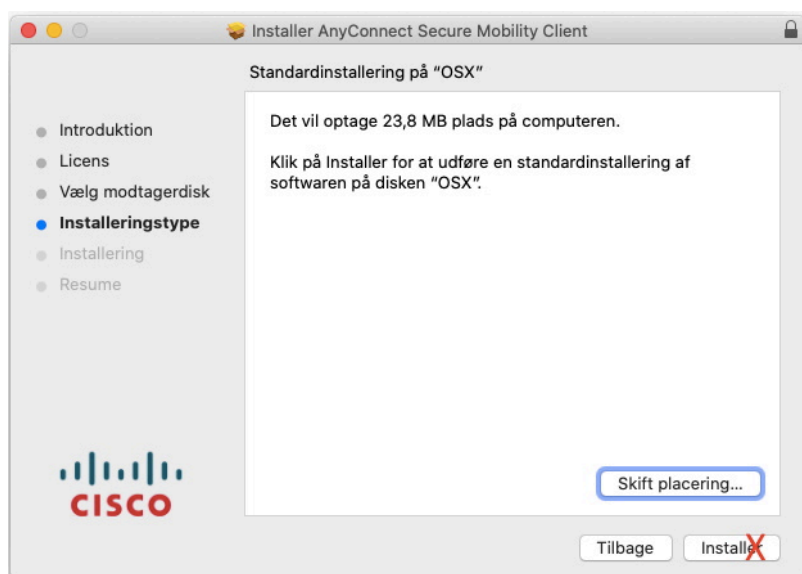 Installer AnyConnect Secure Mobility Client
Standardinstallering på “OSX”
Introduktion
Licens
Vælg modtagerdisk
Installeringstype
Installering
Resume
Det vil optage 23,8 MB plads på computeren.
Klik på Installer for at udføre en standardinstallering af
softwaren på disken “OSX”.
CISCO
Skift placering...
Tilbage
Installer
X